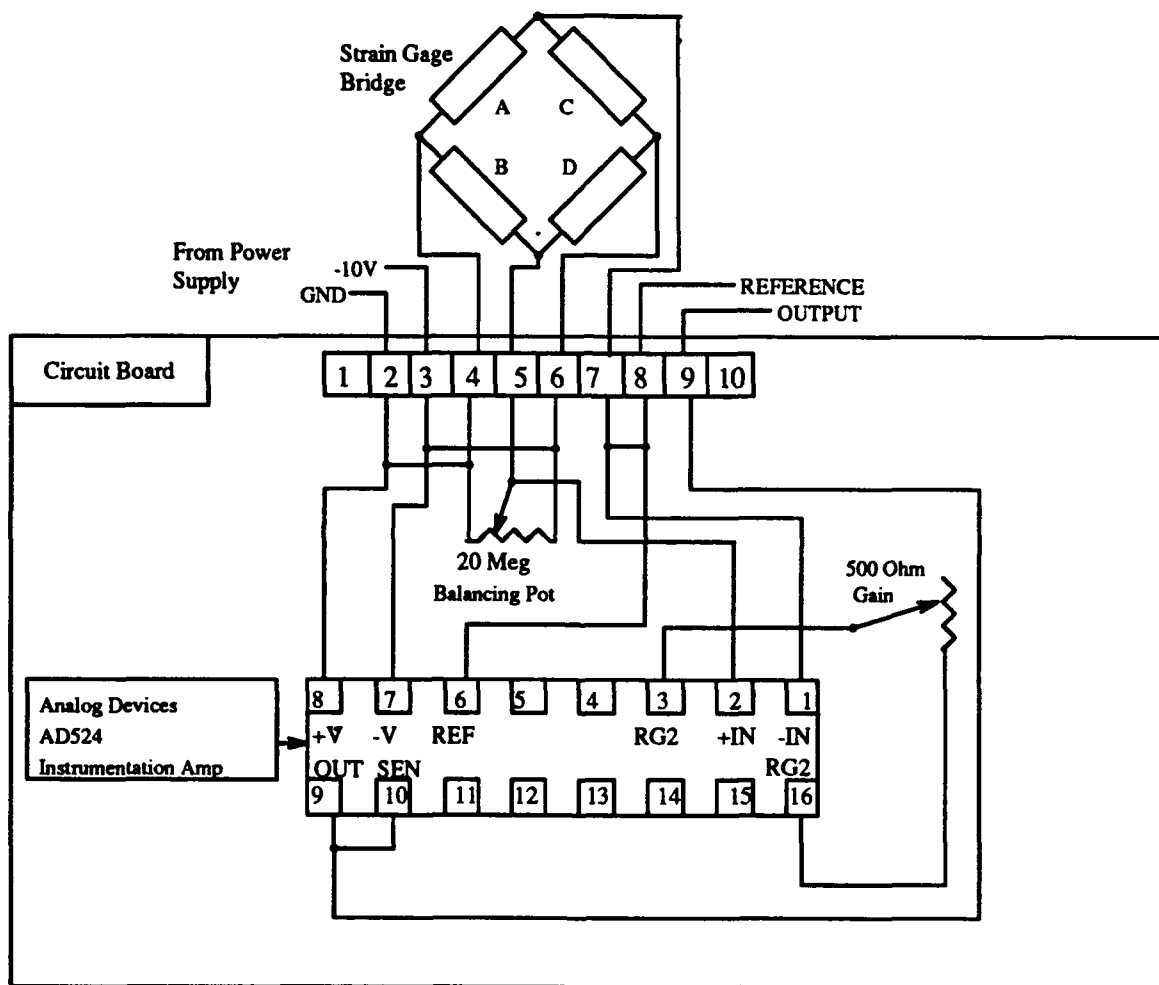 Strain Gage
Bridge
A
C
B
D
From Power
Supply
-10V
GND
REFERENCE
OUTPUT
Circuit Board
1 2 3 4 5 6 7 8 9 10
20 Meg
Balancing Pot
500 Ohm
Gain
Analog Devices
AD524
Instrumentation Amp
8 7 6 5 4 3 2 1
+V -V REF RG2 +IN -IN
OUT SEN RG2
9 10 11 12 13 14 15 16